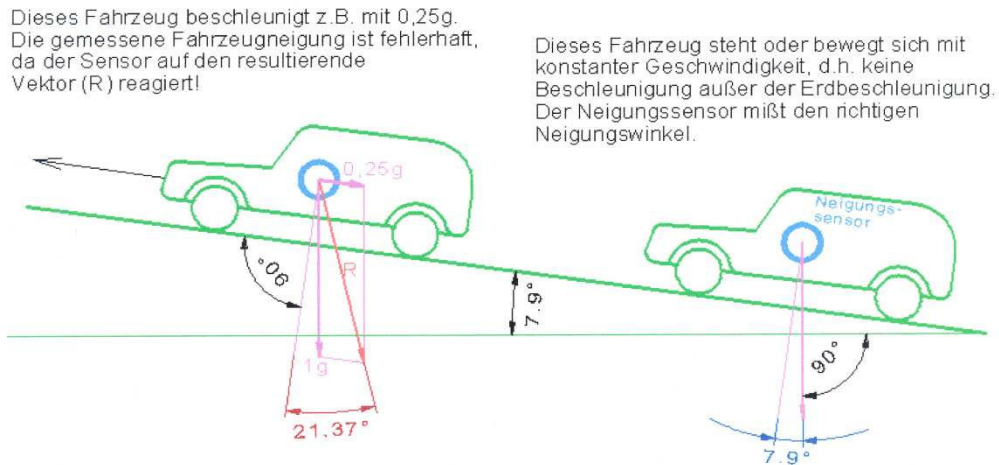 Dieses Fahrzeug beschleunigt z.B. mit 0,25g.
Die gemessene Fahrzeugneigung ist fehlerhaft,
da der Sensor auf den resultierende
Vektor (R) reagiert!
Dieses Fahrzeug steht oder bewegt sich mit
konstanter Geschwindigkeit, d.h. keine
Beschleunigung außer der Erdbeschleunigung.
Der Neigungssensor mißt den richtigen
Neigungswinkel.
0,25g
Neigungs-
sensor
90°
R
7.9°
1g
90°
21.37°
7.9°